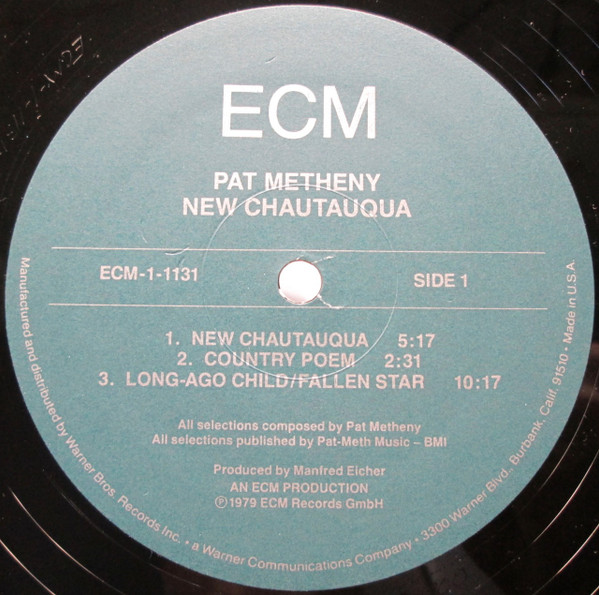 ECM
PAT METHENY
NEW CHAUTAUQUA
ECM-1-1131
SIDE 1
1. NEW CHAUTAUQUA 5:17
2. COUNTRY POEM 2:31
3. LONG-AGO CHILD/FALLEN STAR 10:17
All selections composed by Pat Metheny
All selections published by Pat-Meth Music – BMI
Produced by Manfred Eicher
AN ECM PRODUCTION
℗1979 ECM Records GmbH
Manufactured and distributed by Warner Bros. Records Inc. • a Warner Communications Company • 3300 Warner Blvd., Burbank, Calif. 91510 • Made in U.S.A.